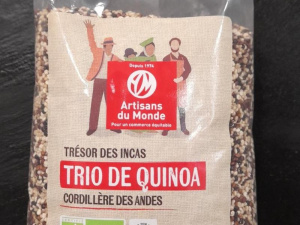 Depuis 1974
Artisans
du Monde
Pour un commerce équitable
TRÉSOR DES INCAS
TRIO DE QUINOA
CORDILLÈRE DES ANDES